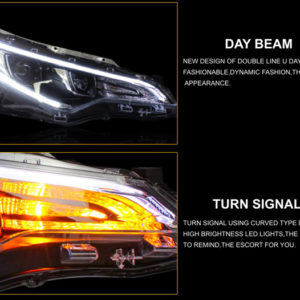 DAY BEAM
NEW DESIGN OF DOUBLE LINE U DAY
FASHIONABLE,DYNAMIC FASHION,TH
APPEARANCE.
TURN SIGNAL
TURN SIGNAL USING CURVED TYPE
HIGH BRIGHTNESS LED LIGHTS,THE
TO REMIND,THE ESCORT FOR YOU.